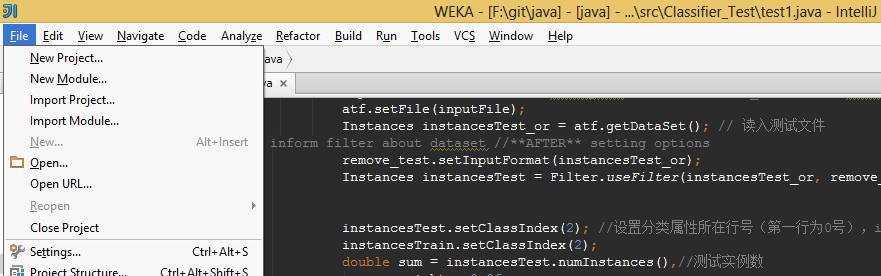 WEKA - [F:\git\java] - [java] - ...\src\Classifier_Test\test1.java - IntelliJ
File Edit View Navigate Code Analyze Refactor Build Run Tools VCS Window Help
New Project...
New Module...
Import Project...
Import Module...
New... Alt+Insert
Open...
Open URL...
Reopen
Close Project
Settings... Ctrl+Alt+S
Project Structure... Ctrl+Alt+Shift+S
ava
va
atf.setFile(inputFile);
Instances instancesTest_or = atf.getDataSet(); // 读入测试文件
inform filter about dataset //**AFTER** setting options
remove_test.setInputFormat(instancesTest_or);
Instances instancesTest = Filter.useFilter(instancesTest_or, remove_
instancesTest.setClassIndex(2); //设置分类属性所在行号（第一行为0号），i
instancesTrain.setClassIndex(2);
double sum = instancesTest.numInstances(),//测试实例数